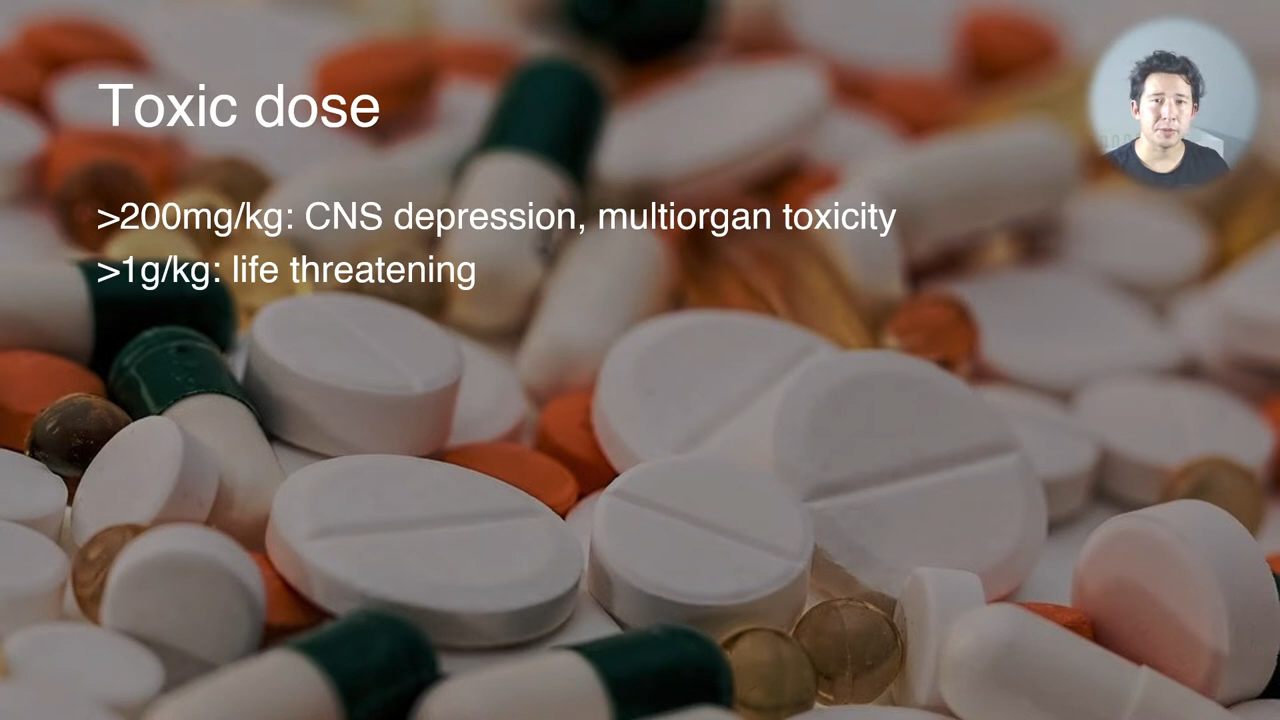 Toxic dose
>200mg/kg: CNS depression, multiorgan toxicity
>1g/kg: life threatening